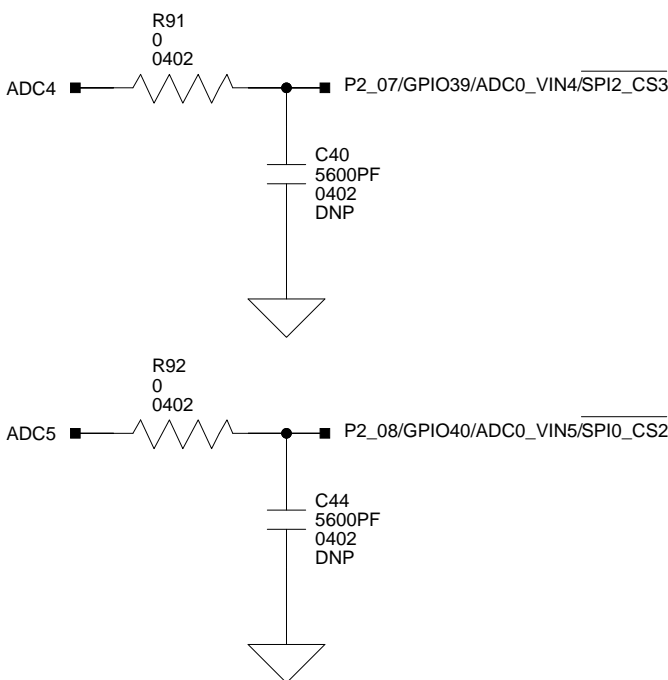 R91
0
0402
ADC4
P2_07/GPIO39/ADC0_VIN4/SPI2_CS3
C40
5600PF
0402
DNP
R92
0
0402
ADC5
P2_08/GPIO40/ADC0_VIN5/SPI0_CS2
C44
5600PF
0402
DNP